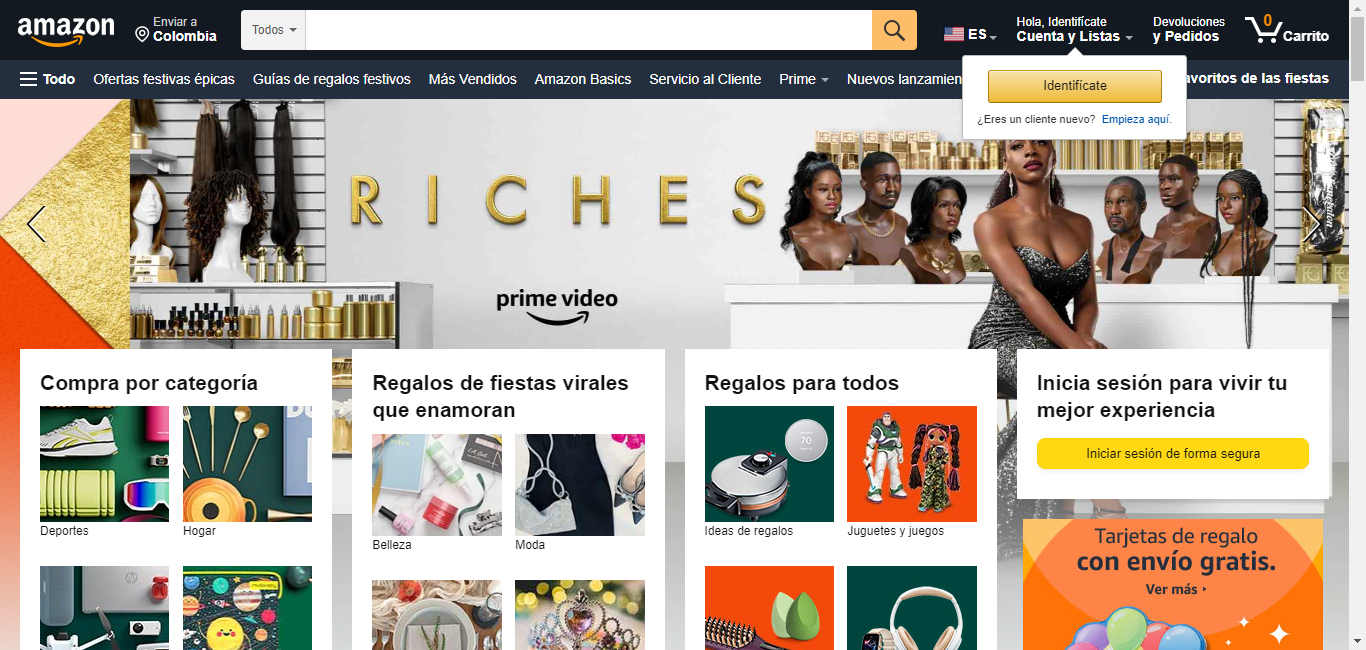 amazon
Enviar a
Colombia
Todos
ES
Hola, Identifícate
Cuenta y Listas
Devoluciones
y Pedidos
0
Carrito
Todo
Ofertas festivas épicas
Guías de regalos festivos
Más Vendidos
Amazon Basics
Servicio al Cliente
Prime
Nuevos lanzamien
avoritos de las fiestas
Identifícate
¿Eres un cliente nuevo? Empieza aquí.
RICHES
prime video
Compra por categoría
Deportes
Hogar
Regalos de fiestas virales
que enamoran
Belleza
Moda
Regalos para todos
70
Ideas de regalos
Juguetes y juegos
Inicia sesión para vivir tu
mejor experiencia
Iniciar sesión de forma segura
Tarjetas de regalo
con envío gratis.
Ver más
hp